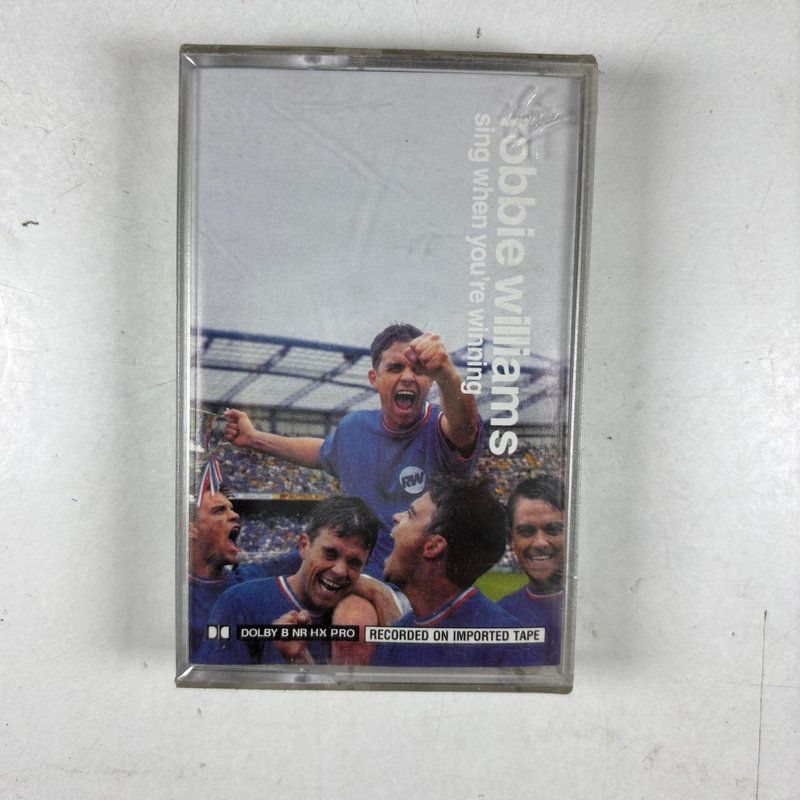 robbie williams
sing when you're winning
RW
DOLBY B NR HX PRO
RECORDED ON IMPORTED TAPE